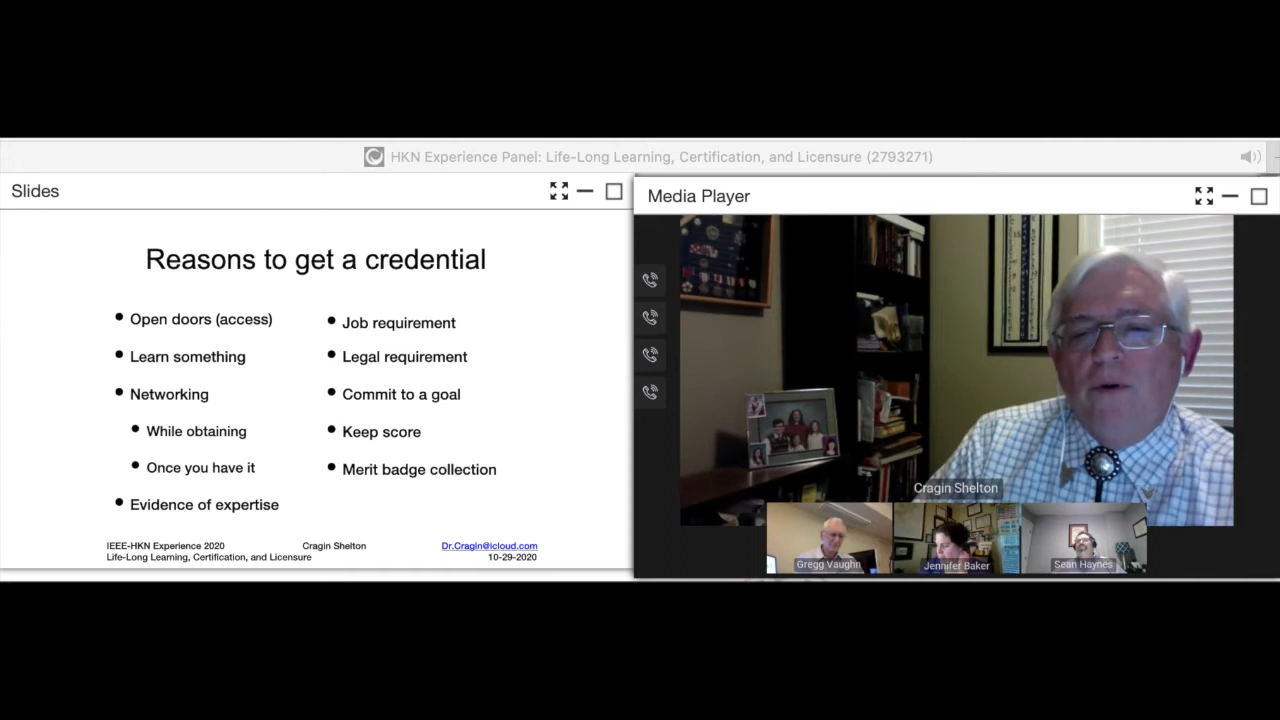 HKN Experience Panel: Life-Long Learning, Certification, and Licensure (2793271)
Slides
Reasons to get a credential
Open doors (access)
Learn something
Networking
While obtaining
Once you have it
Evidence of expertise
Job requirement
Legal requirement
Commit to a goal
Keep score
Merit badge collection
IEEE-HKN Experience 2020
Cragin Shelton
Dr.Cragin@icloud.com
Life-Long Learning, Certification, and Licensure
10-29-2020
Media Player
Cragin Shelton
Gregg Vaughn
Jennifer Baker
Sean Haynes